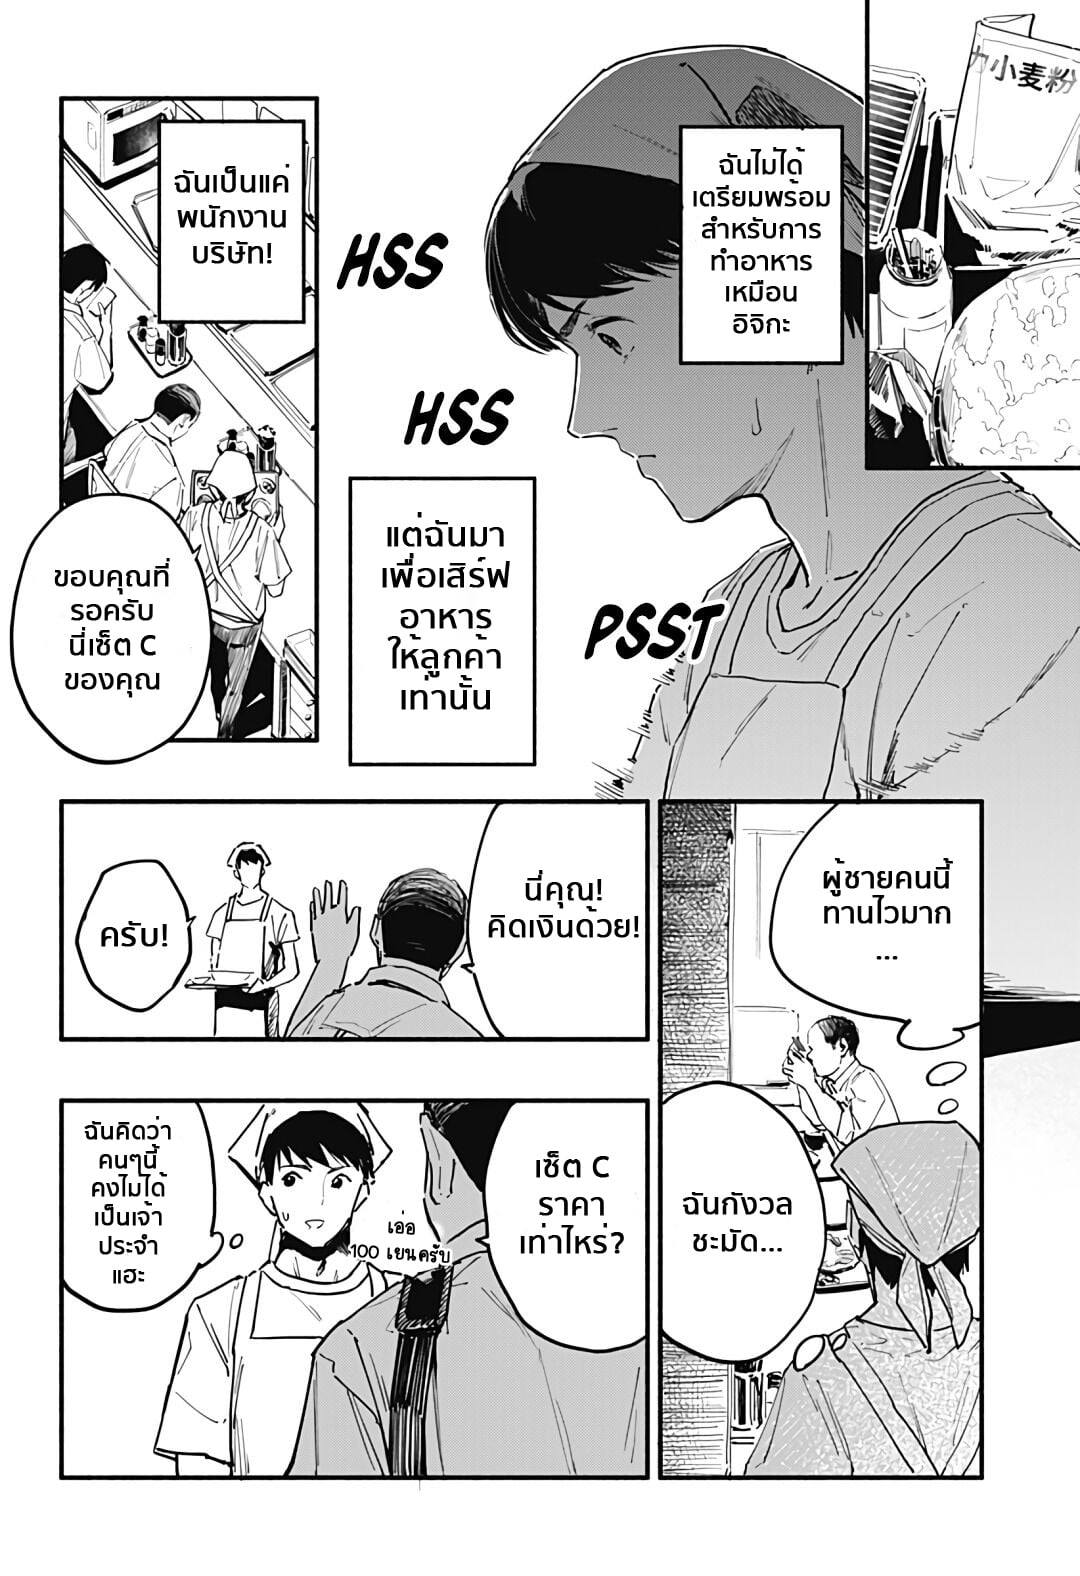 小麦粉
ฉันไม่ได้
เตรียมพร้อม
สำหรับการ
ทำอาหาร
เหมือน
อิจิกะ
ฉันเป็นแค่
พนักงาน
บริษัท!
HSS
HSS
แต่ฉันมา
เพื่อเสิร์ฟ
อาหาร
ให้ลูกค้า
เท่านั้น
PSST
ขอบคุณที่
รอครับ
นี่เซ็ต C
ของคุณ
ผู้ชายคนนี้
ทานไวมาก
...
ฉันกังวล
ชะมัด...
นี่คุณ!
คิดเงินด้วย!
ครับ!
เซ็ต C
ราคา
เท่าไหร่?
เอ่อ
100 เยนครับ
ฉันคิดว่า
คนๆนี้
คงไม่ได้
เป็นเจ้า
ประจำ
แฮะ